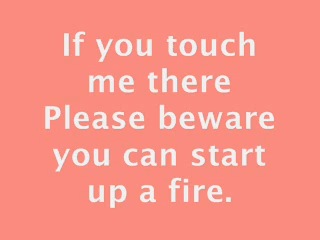 If you touch
me there
Please beware
you can start
up a fire.